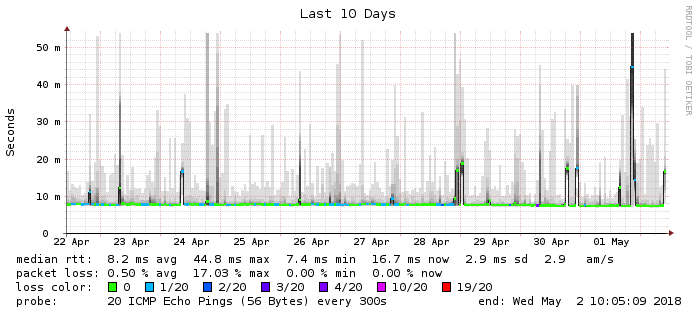 Last 10 Days
RRDTOOL / TOBI OETIKER
Seconds
50 m
40 m
30 m
20 m
10 m
0
22 Apr 23 Apr 24 Apr 25 Apr 26 Apr 27 Apr 28 Apr 29 Apr 30 Apr 01 May
median rtt: 8.2 ms avg 44.8 ms max 7.4 ms min 16.7 ms now 2.9 ms sd 2.9 am/s
packet loss: 0.50 % avg 17.03 % max 0.00 % min 0.00 % now
loss color: 0 1/20 2/20 3/20 4/20 10/20 19/20
probe: 20 ICMP Echo Pings (56 Bytes) every 300s end: Wed May 2 10:05:09 2018